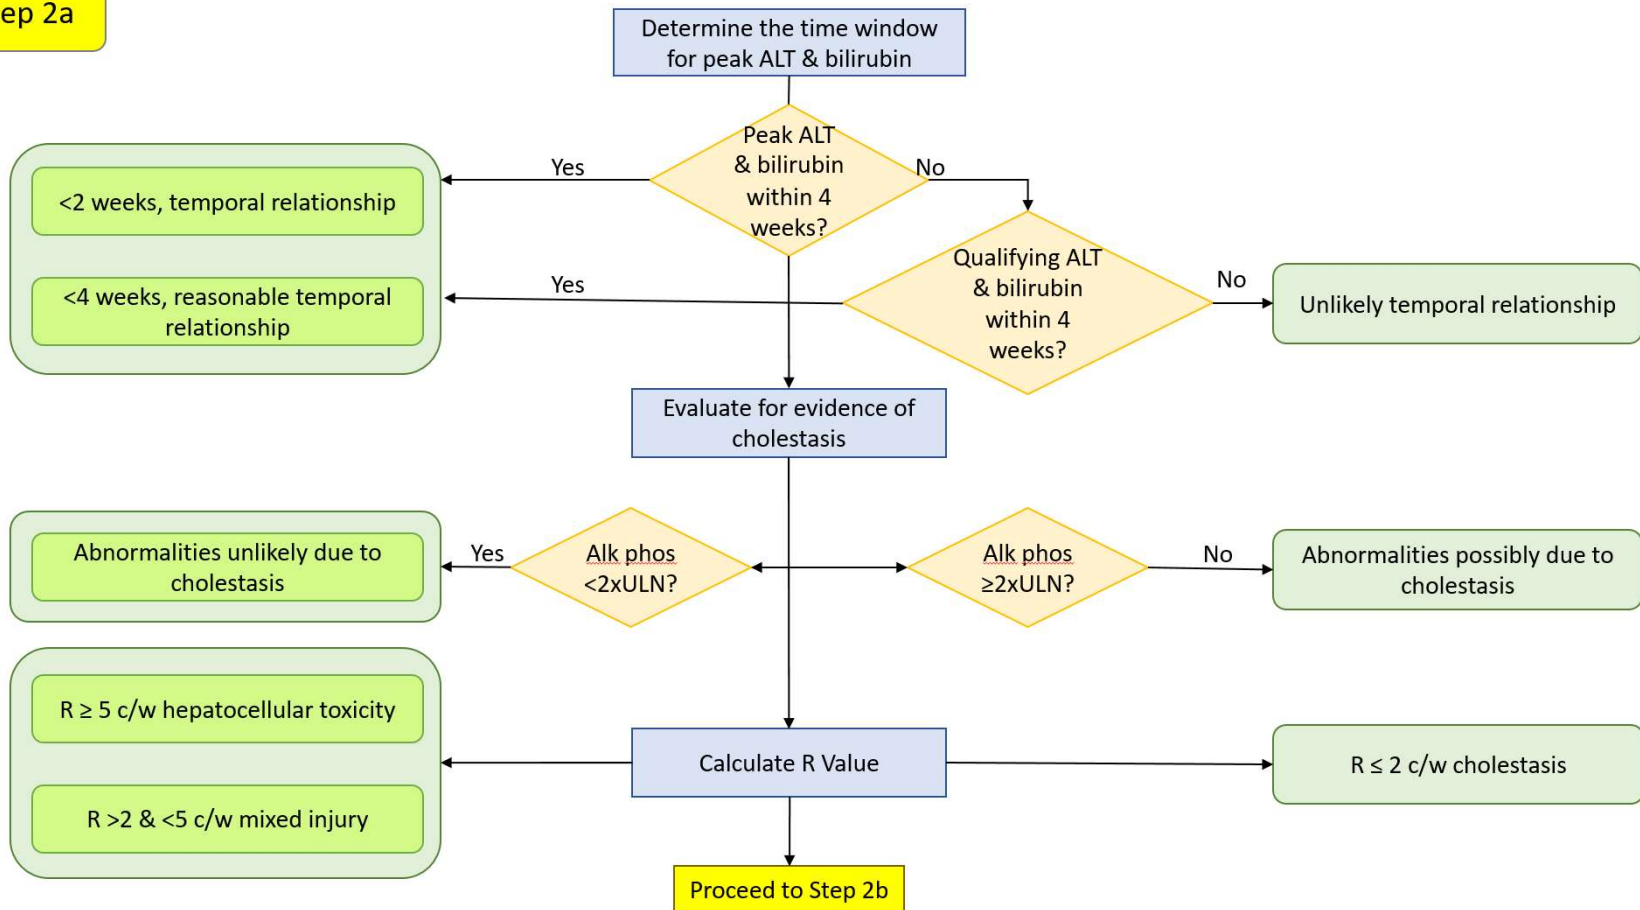 ep 2a
Determine the time window
for peak ALT & bilirubin
Peak ALT
& bilirubin
within 4
weeks?
Yes
No
<2 weeks, temporal relationship
<4 weeks, reasonable temporal
relationship
Yes
Qualifying ALT
& bilirubin
within 4
weeks?
No
Unlikely temporal relationship
Evaluate for evidence of
cholestasis
Abnormalities unlikely due to
cholestasis
Yes
Alk phos
<2xULN?
Alk phos
≥2xULN?
No
Abnormalities possibly due to
cholestasis
R ≥ 5 c/w hepatocellular toxicity
R >2 & <5 c/w mixed injury
Calculate R Value
R ≤ 2 c/w cholestasis
Proceed to Step 2b